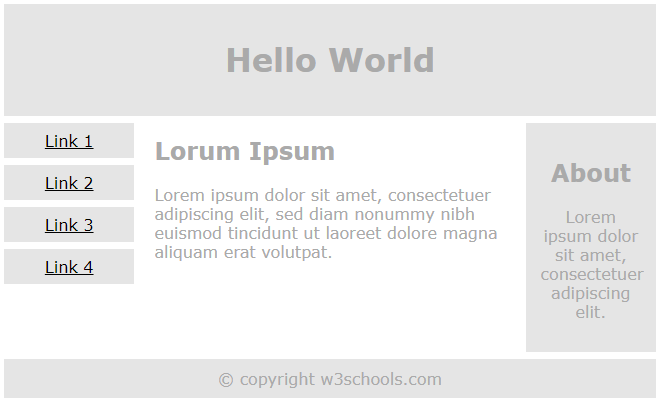 Hello World
Link 1
Link 2
Link 3
Link 4
Lorum Ipsum
Lorem ipsum dolor sit amet, consectetuer
adipiscing elit, sed diam nonummy nibh
euismod tincidunt ut laoreet dolore magna
aliquam erat volutpat.
About
Lorem
ipsum dolor
sit amet,
consectetuer
adipiscing
elit.
© copyright w3schools.com